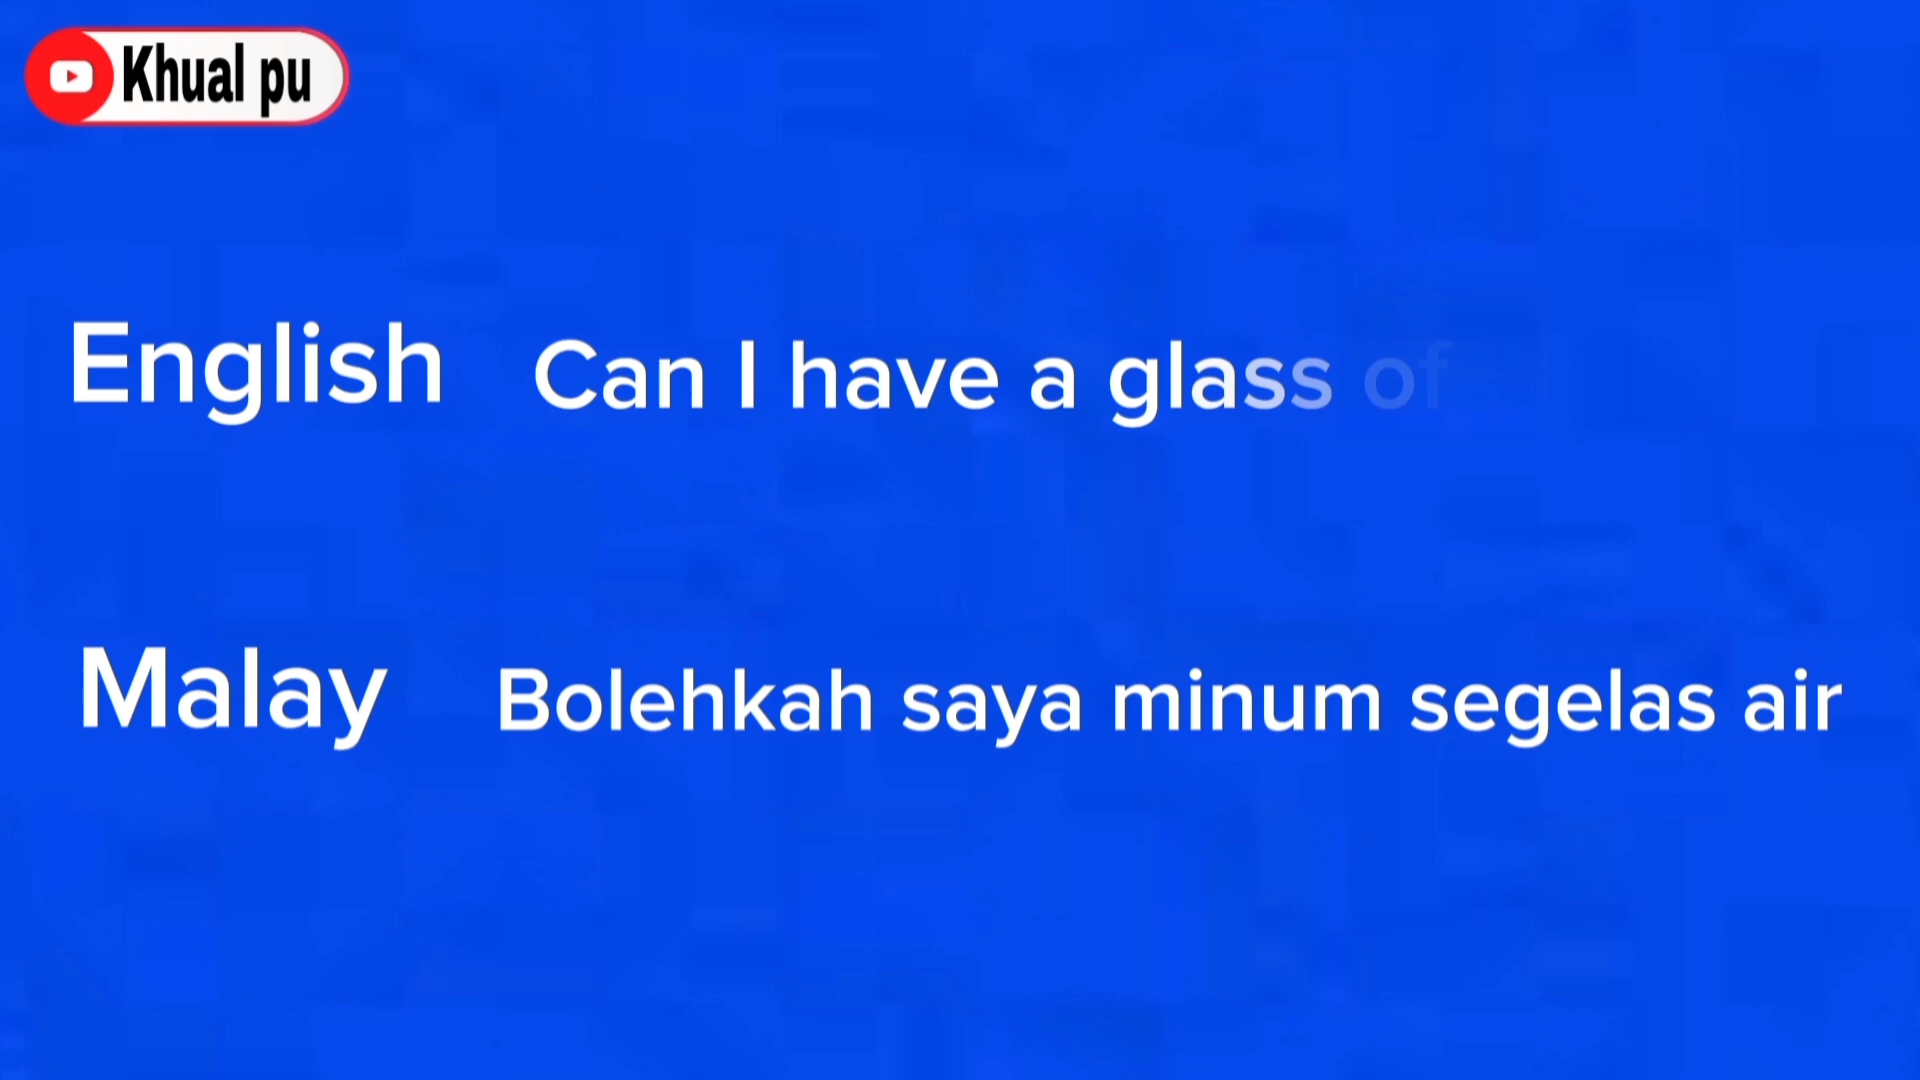 Khual pu
English Can I have a glass of
Malay Bolehkah saya minum segelas air